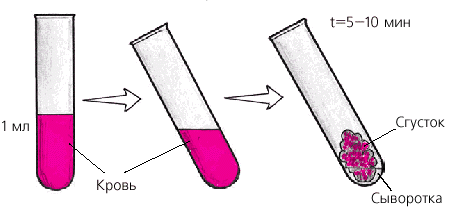 t=5–10 мин
1 мл
Сгусток
Кровь
Сыворотка